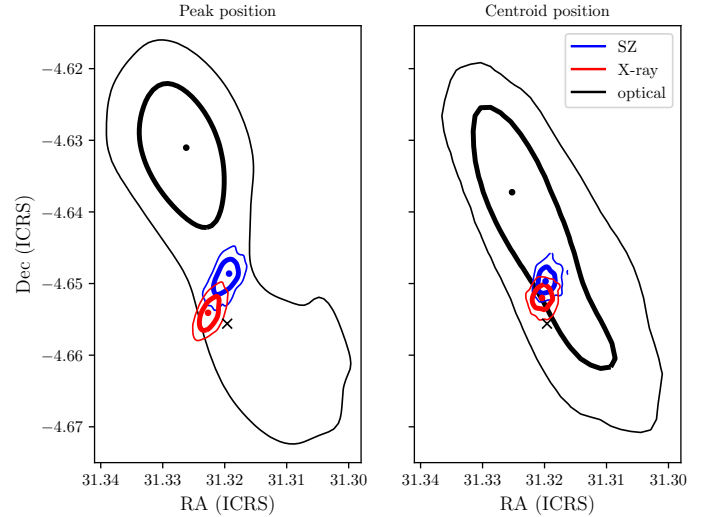 Peak position
Centroid position
SZ
X-ray
optical
−4.62
−4.63
−4.64
−4.65
−4.66
−4.67
Dec (ICRS)
31.34 31.33 31.32 31.31 31.30
31.34 31.33 31.32 31.31 31.30
RA (ICRS)
RA (ICRS)